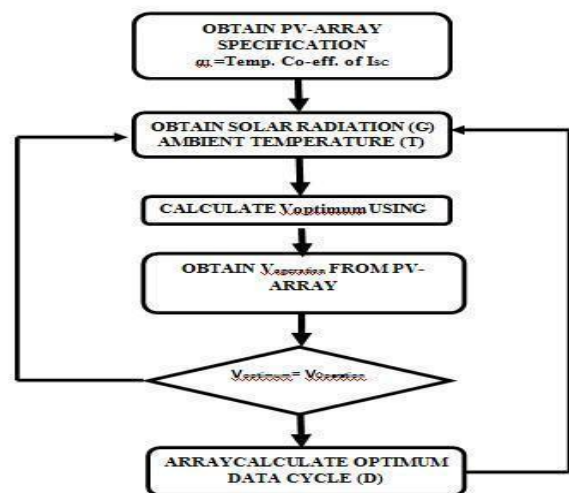 OBTAIN PV-ARRAY
SPECIFICATION
g1=Temp. Co-eff. of Isc
OBTAIN SOLAR RADIATION (G)
AMBIENT TEMPERATURE (T)
CALCULATE Voptimum USING
OBTAIN Voperation FROM PV-
ARRAY
Voptimum= VOperation
ARRAYCALCULATE OPTIMUM
DATA CYCLE (D)